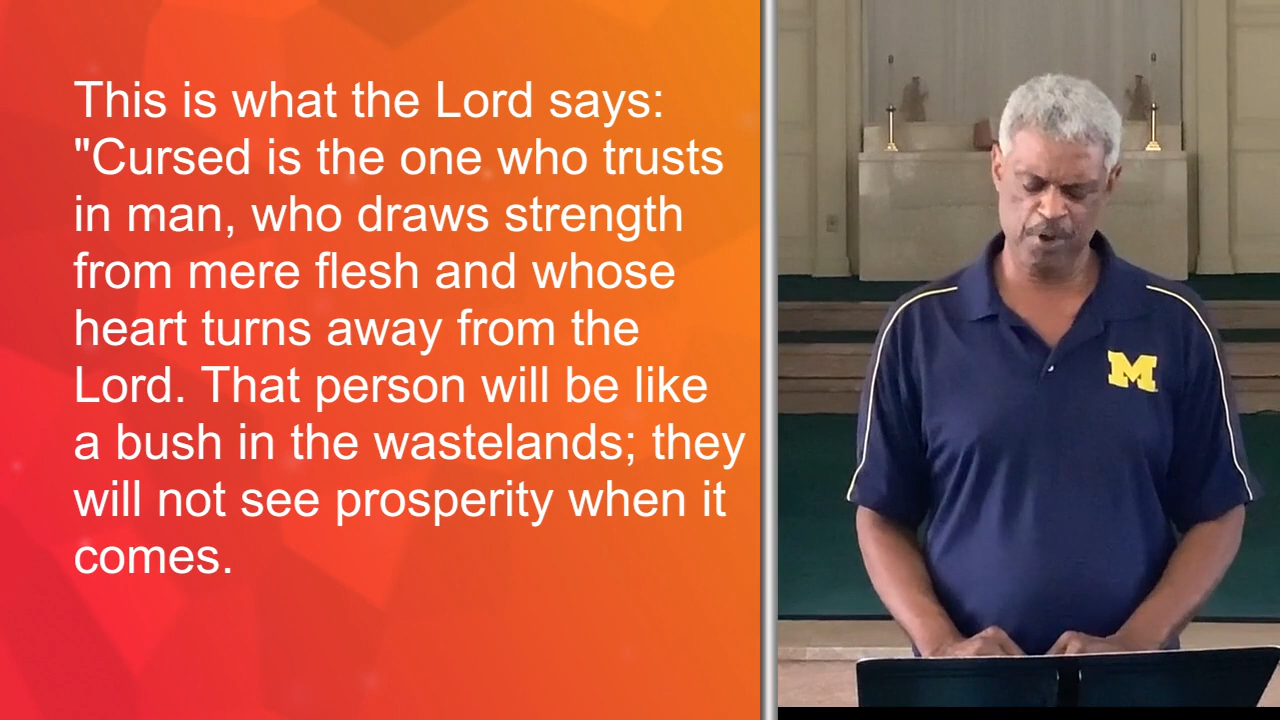 This is what the Lord says:
"Cursed is the one who trusts
in man, who draws strength
from mere flesh and whose
heart turns away from the
Lord. That person will be like
a bush in the wastelands; they
will not see prosperity when it
comes.
M